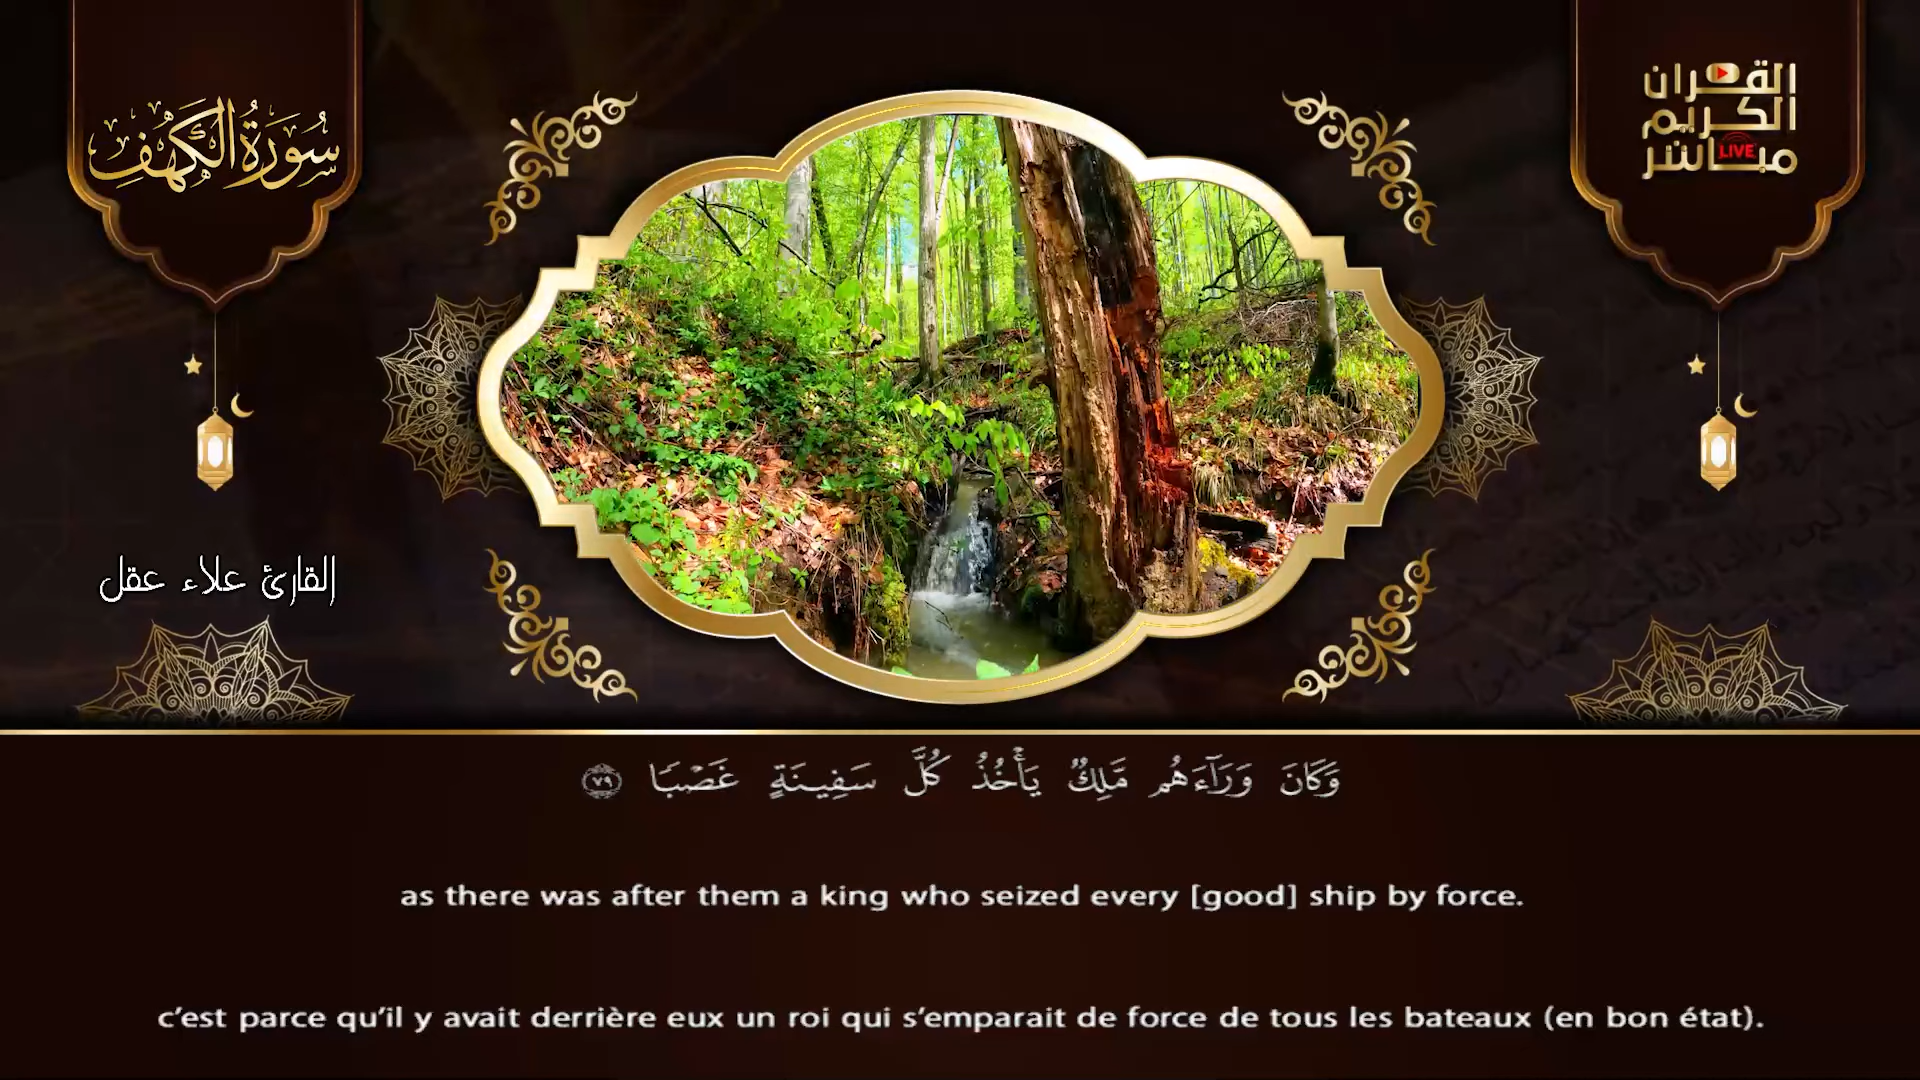 سُورَةُ الكَهْفِ
القرآن
الكريم
مباشر
LIVE
القارئ علاء عقل
وَكَانَ وَرَآءَهُم مَّلِكٌ يَأْخُذُ كُلَّ سَفِينَةٍ غَصْبًا ٧٩
as there was after them a king who seized every [good] ship by force.
c’est parce qu’il y avait derrière eux un roi qui s’emparait de force de tous les bateaux (en bon état).